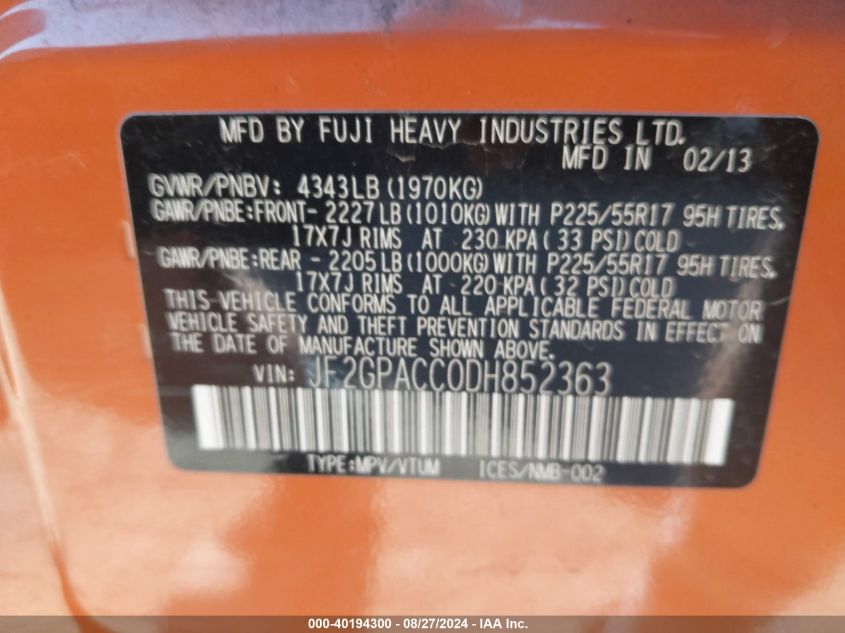 MFD BY FUJI HEAVY INDUSTRIES LTD.
MFD IN 02/13
GVWR/PNBV: 4343LB (1970KG)
GAWR/PNBE:FRONT- 2227LB (1010KG) WITH P225/55R17 95H TIRES,
17X7J RIMS AT 230 KPA ( 33 PSI) COLD
GAWR/PNBE:REAR - 2205LB (1000KG) WITH P225/55R17 95H TIRES,
17X7J RIMS AT 220 KPA ( 32 PSI) COLD
THIS VEHICLE CONFORMS TO ALL APPLICABLE FEDERAL MOTOR
VEHICLE SAFETY AND THEFT PREVENTION STANDARDS IN EFFECT ON
THE DATE OF MANUFACTURE SHOWN ABOVE.
VIN: JF2GPACC0DH852363
TYPE:MPV/VTUM ICES/NMB-002
000-40194300 - 08/27/2024 - IAA, Inc.